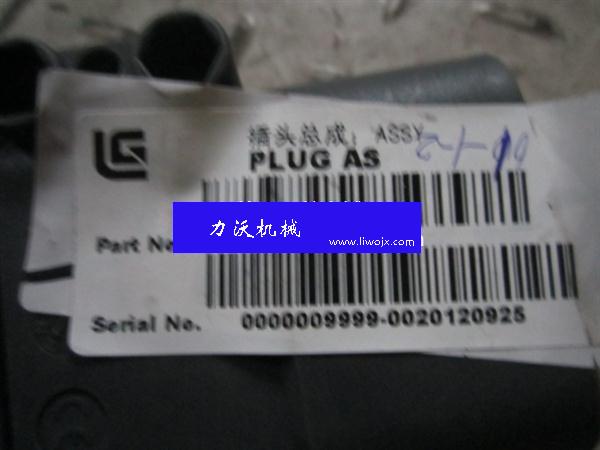 插头总成；ASSY
PLUG AS
Part No
力沃机械
www.liwojx.com
Serial No. 0000009999-0020120925